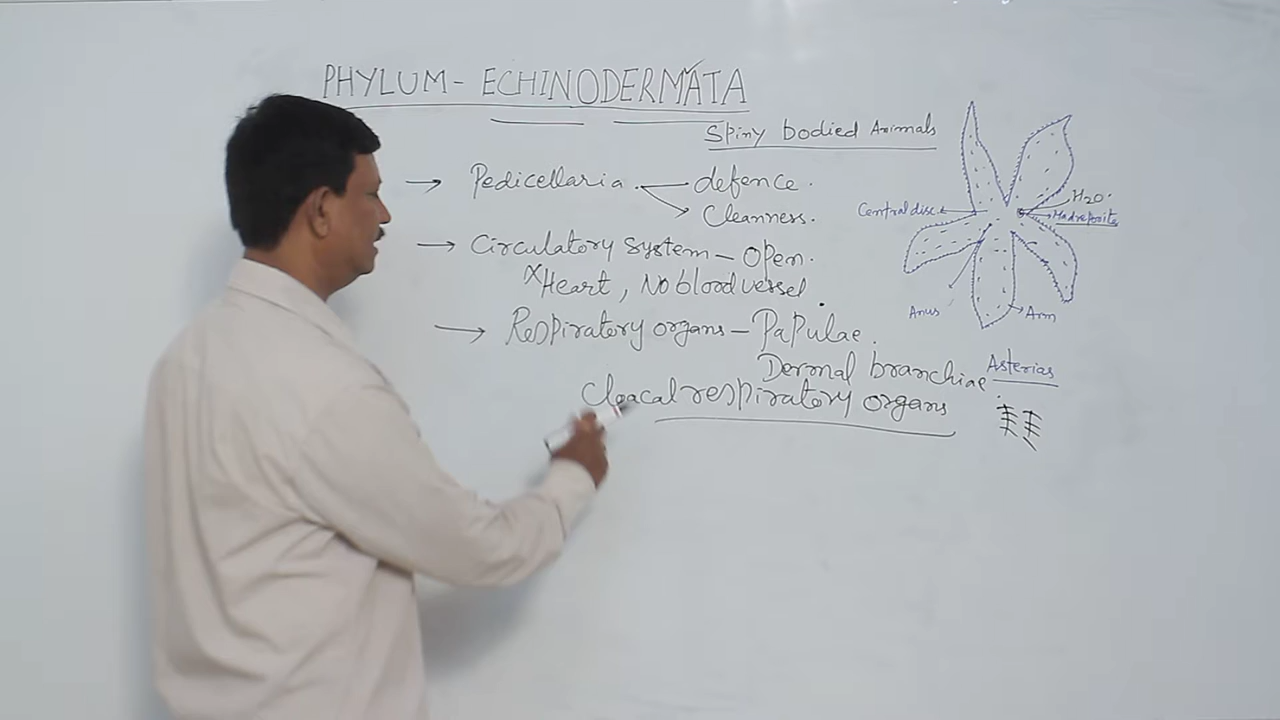 PHYLUM - ECHINODERMATA
Spiny bodied Animals
→ Pedicellaria . defence .
Cleanness .
→ Circulatory system - open .
x Heart , No blood vessel .
→ Respiratory organs - Papulae .
Dermal branchiae .
Cloacal respiratory organs
Central disc
H2O
Madreporite
Anus
Arm
Asterias